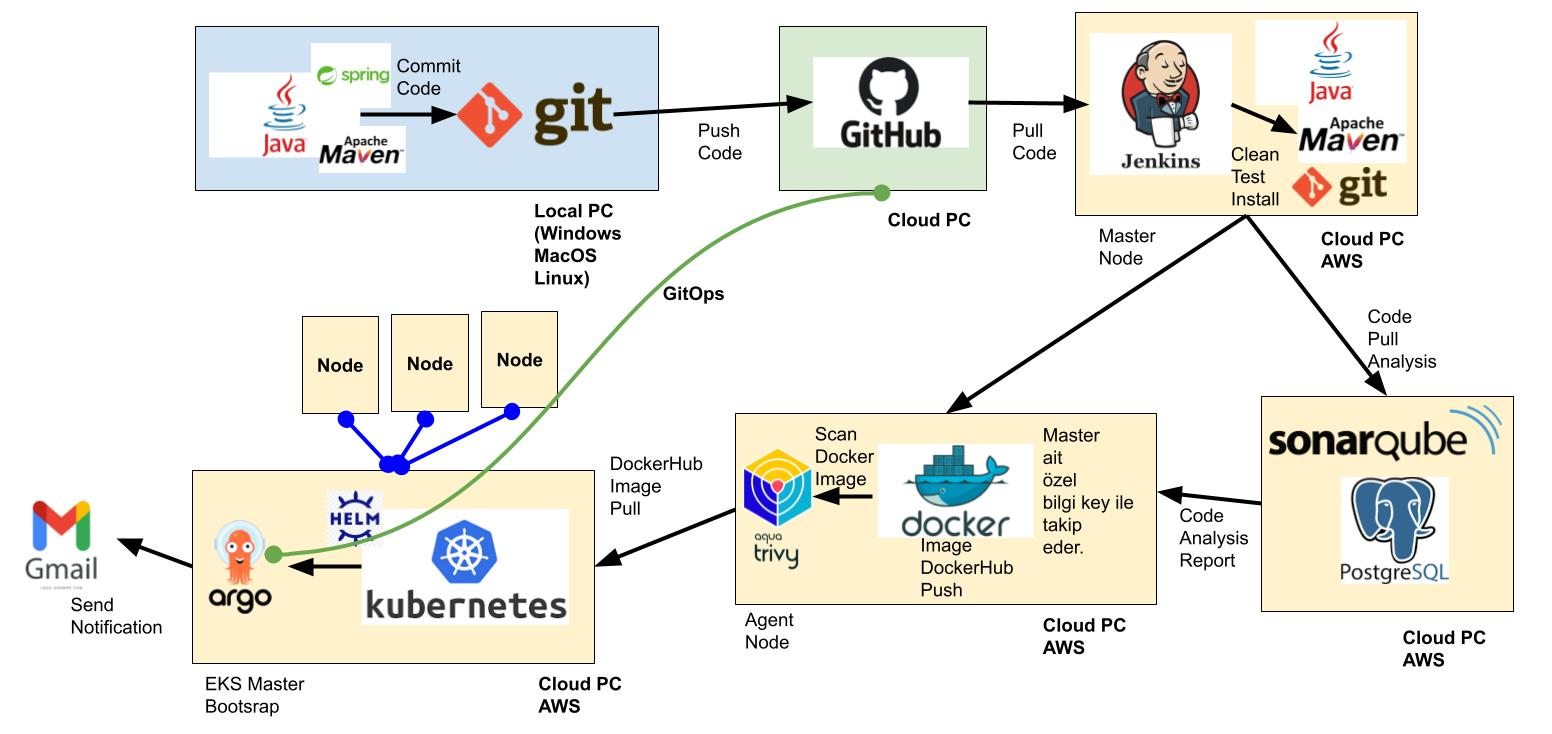 spring
Java
Apache
Maven™
Commit
Code
git
Local PC
(Windows
MacOS
Linux)
Push
Code
GitHub
Cloud PC
Pull
Code
Jenkins
Java
Apache
Maven™
Clean
Test
Install
git
Master
Node
Cloud PC
AWS
GitOps
Code
Pull
Analysis
sonarqube
PostgreSQL
Cloud PC
AWS
Code
Analysis
Report
Scan
Docker
Image
aqua
trivy
docker
Image
DockerHub
Push
Master
ait
özel
bilgi key ile
takip
eder.
Agent
Node
Cloud PC
AWS
DockerHub
Image
Pull
Node
Node
Node
HELM
argo
kubernetes
EKS Master
Bootsrap
Cloud PC
AWS
Gmail
Send
Notification